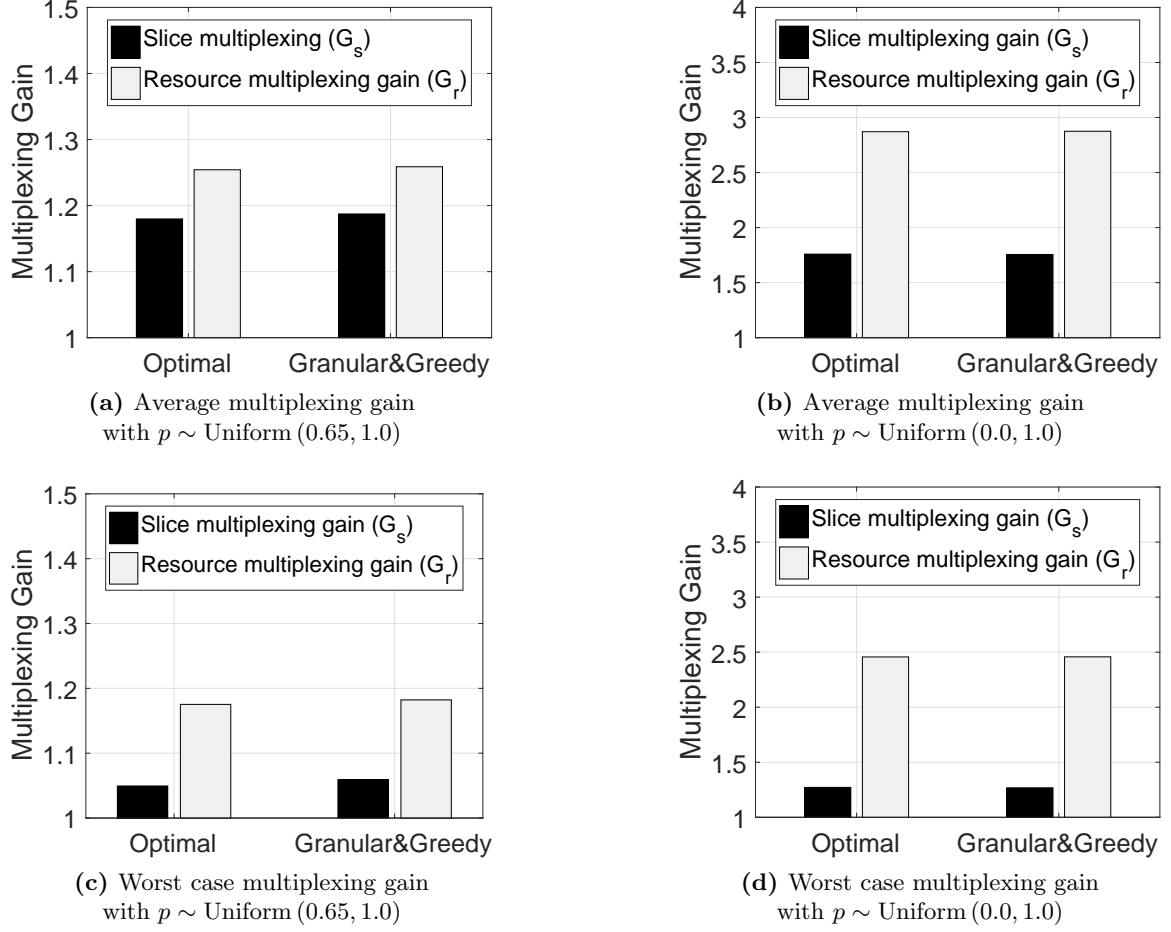 Multiplexing Gain
1.5
1.4
1.3
1.2
1.1
1
Slice multiplexing (G_s)
Resource multiplexing gain (G_r)
Optimal
Granular&Greedy
(a) Average multiplexing gain
with p ∼ Uniform (0.65, 1.0)
Multiplexing Gain
4
3.5
3
2.5
2
1.5
1
Slice multiplexing gain (G_s)
Resource multiplexing gain (G_r)
Optimal
Granular&Greedy
(b) Average multiplexing gain
with p ∼ Uniform (0.0, 1.0)
Multiplexing Gain
1.5
1.4
1.3
1.2
1.1
1
Slice multiplexing gain (G_s)
Resource multiplexing gain (G_r)
Optimal
Granular&Greedy
(c) Worst case multiplexing gain
with p ∼ Uniform (0.65, 1.0)
Multiplexing Gain
4
3.5
3
2.5
2
1.5
1
Slice multiplexing gain (G_s)
Resource multiplexing gain (G_r)
Optimal
Granular&Greedy
(d) Worst case multiplexing gain
with p ∼ Uniform (0.0, 1.0)